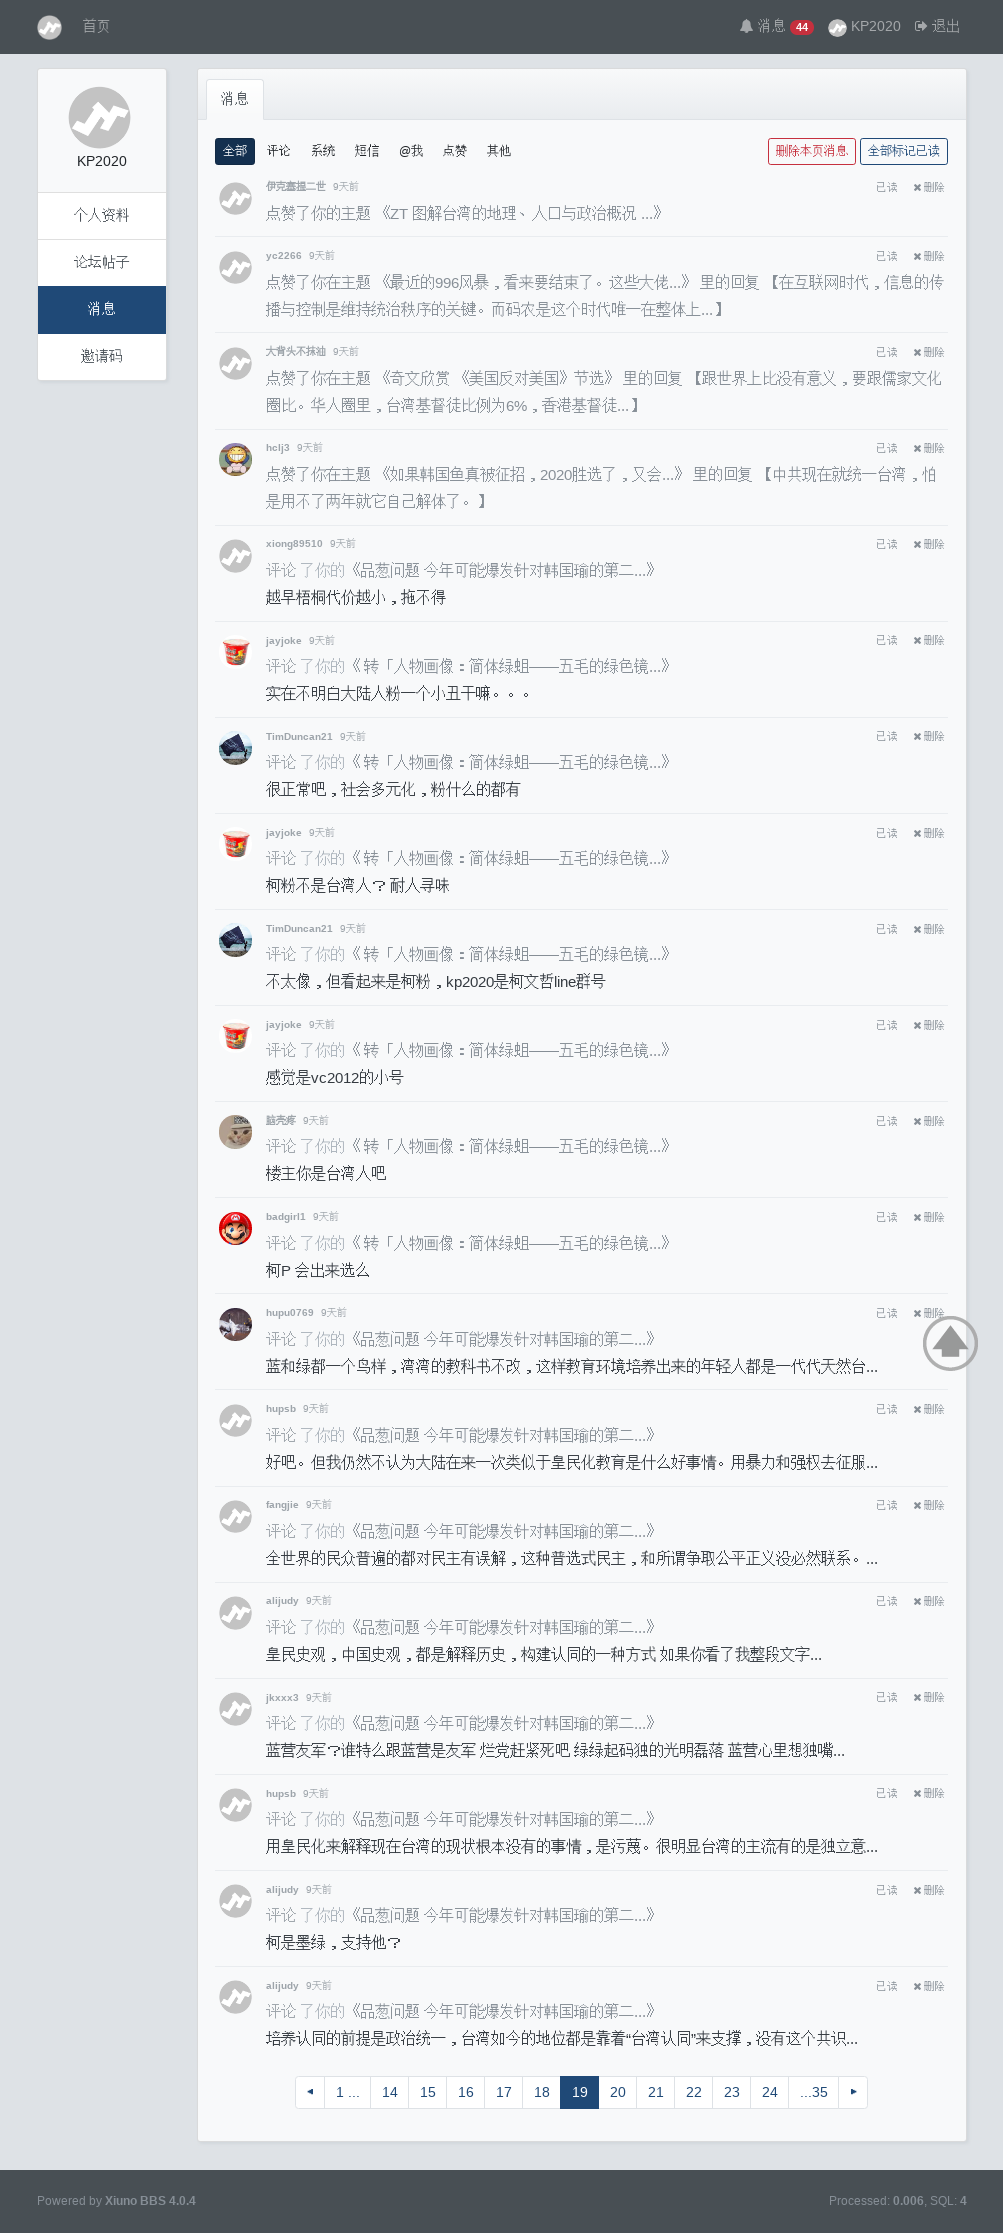 首页 消息 44 KP2020 退出
KP2020
个人资料
论坛帖子
消息
邀请码
消息
全部 评论 系统 短信 @我 点赞 其他 删除本页消息 全部标记已读
伊克塞挹二世 9天前 已读 ✖删除
点赞了你的主题 《ZT 图解台湾的地理、人口与政治概况 ...》
yc2266 9天前 已读 ✖删除
点赞了你在主题 《最近的996风暴，看来要结束了。这些大佬...》 里的回复 【在互联网时代，信息的传
播与控制是维持统治秩序的关键。而码农是这个时代唯一在整体上...】
大背头不抹油 9天前 已读 ✖删除
点赞了你在主题 《奇文欣赏 《美国反对美国》节选》 里的回复 【跟世界上比没有意义，要跟儒家文化
圈比。华人圈里，台湾基督徒比例为6%，香港基督徒...】
hclj3 9天前 已读 ✖删除
点赞了你在主题 《如果韩国鱼真被征招，2020胜选了，又会...》 里的回复 【中共现在就统一台湾，怕
是用不了两年就它自己解体了。】
xiong89510 9天前 已读 ✖删除
评论 了你的《品葱问题 今年可能爆发针对韩国瑜的第二...》
越早梧桐代价越小，拖不得
jayjoke 9天前 已读 ✖删除
评论 了你的《转「人物画像：简体绿蛆——五毛的绿色镜...》
实在不明白大陆人粉一个小丑干嘛。。。
TimDuncan21 9天前 已读 ✖删除
评论 了你的《转「人物画像：简体绿蛆——五毛的绿色镜...》
很正常吧，社会多元化，粉什么的都有
jayjoke 9天前 已读 ✖删除
评论 了你的《转「人物画像：简体绿蛆——五毛的绿色镜...》
柯粉不是台湾人？耐人寻味
TimDuncan21 9天前 已读 ✖删除
评论 了你的《转「人物画像：简体绿蛆——五毛的绿色镜...》
不太像，但看起来是柯粉，kp2020是柯文哲line群号
jayjoke 9天前 已读 ✖删除
评论 了你的《转「人物画像：简体绿蛆——五毛的绿色镜...》
感觉是vc2012的小号
脑壳疼 9天前 已读 ✖删除
评论 了你的《转「人物画像：简体绿蛆——五毛的绿色镜...》
楼主你是台湾人吧
badgirl1 9天前 已读 ✖删除
评论 了你的《转「人物画像：简体绿蛆——五毛的绿色镜...》
柯P 会出来选么
hupu0769 9天前 已读 ✖删除
评论 了你的《品葱问题 今年可能爆发针对韩国瑜的第二...》
蓝和绿都一个鸟样，湾湾的教科书不改，这样教育环境培养出来的年轻人都是一代代天然台...
hupsb 9天前 已读 ✖删除
评论 了你的《品葱问题 今年可能爆发针对韩国瑜的第二...》
好吧。但我仍然不认为大陆在来一次类似于皇民化教育是什么好事情。用暴力和强权去征服...
fangjie 9天前 已读 ✖删除
评论 了你的《品葱问题 今年可能爆发针对韩国瑜的第二...》
全世界的民众普遍的都对民主有误解，这种普选式民主，和所谓争取公平正义没必然联系。...
alijudy 9天前 已读 ✖删除
评论 了你的《品葱问题 今年可能爆发针对韩国瑜的第二...》
皇民史观，中国史观，都是解释历史，构建认同的一种方式 如果你看了我整段文字...
jkxxx3 9天前 已读 ✖删除
评论 了你的《品葱问题 今年可能爆发针对韩国瑜的第二...》
蓝营友军？谁特么跟蓝营是友军 烂党赶紧死吧 绿绿起码独的光明磊落 蓝营心里想独嘴...
hupsb 9天前 已读 ✖删除
评论 了你的《品葱问题 今年可能爆发针对韩国瑜的第二...》
用皇民化来解释现在台湾的现状根本没有的事情，是污蔑。很明显台湾的主流有的是独立意...
alijudy 9天前 已读 ✖删除
评论 了你的《品葱问题 今年可能爆发针对韩国瑜的第二...》
柯是墨绿，支持他？
alijudy 9天前 已读 ✖删除
评论 了你的《品葱问题 今年可能爆发针对韩国瑜的第二...》
培养认同的前提是政治统一，台湾如今的地位都是靠着“台湾认同”来支撑，没有这个共识...
◂ 1 ... 14 15 16 17 18 19 20 21 22 23 24 ...35 ▸
Powered by Xiuno BBS 4.0.4 Processed: 0.006, SQL: 4